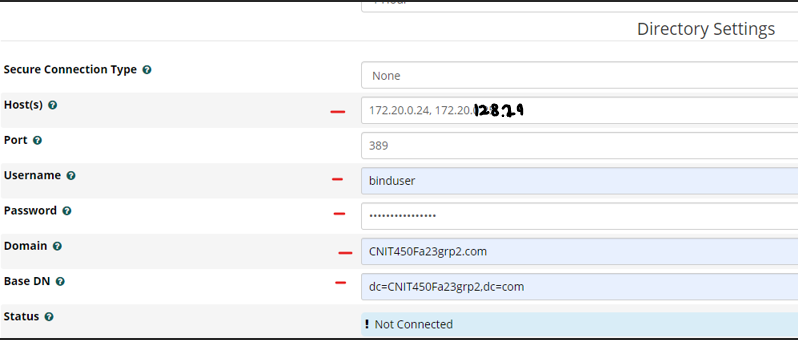 Directory Settings
Secure Connection Type
None
Host(s)
172.20.0.24, 172.20.128.29
Port
389
Username
binduser
Password
••••••••••••••••
Domain
CNIT450Fa23grp2.com
Base DN
dc=CNIT450Fa23grp2,dc=com
Status
! Not Connected